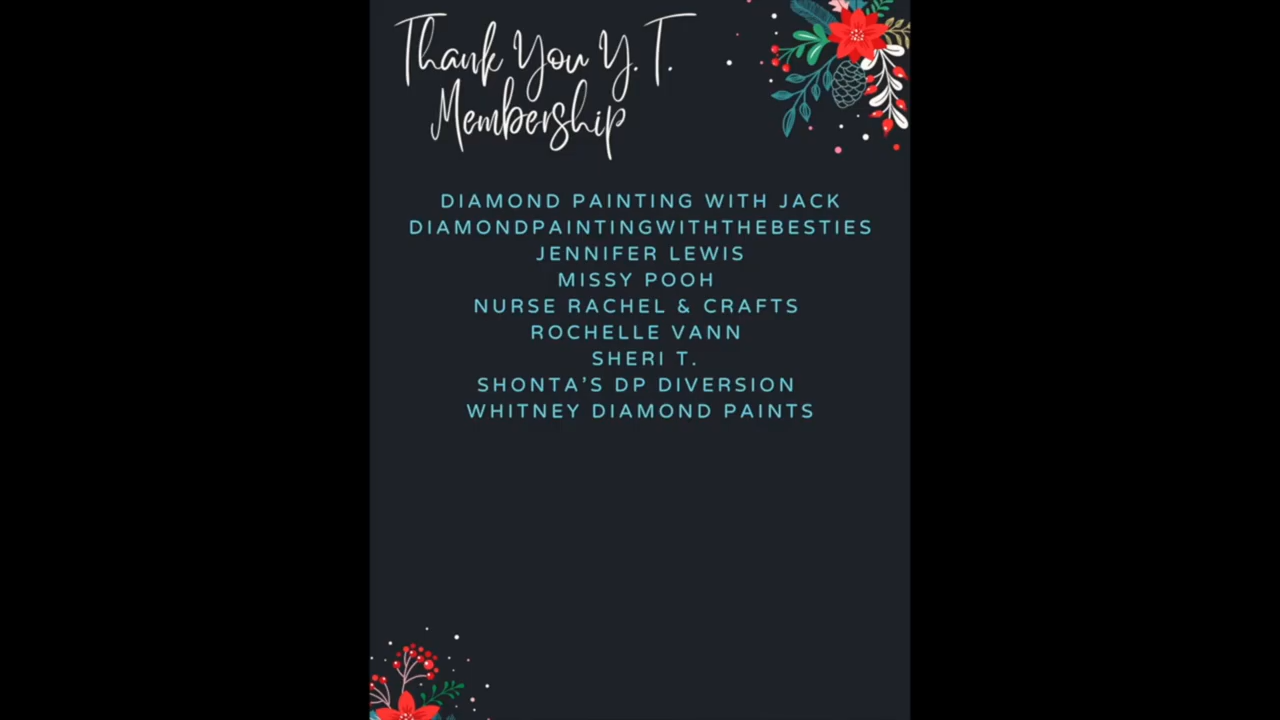 Thank You Y. T.
Membership
DIAMOND PAINTING WITH JACK
DIAMONDPAINTINGWITHTHEBESTIES
JENNIFER LEWIS
MISSY POOH
NURSE RACHEL & CRAFTS
ROCHELLE VANN
SHERI T.
SHONTA’S DP DIVERSION
WHITNEY DIAMOND PAINTS